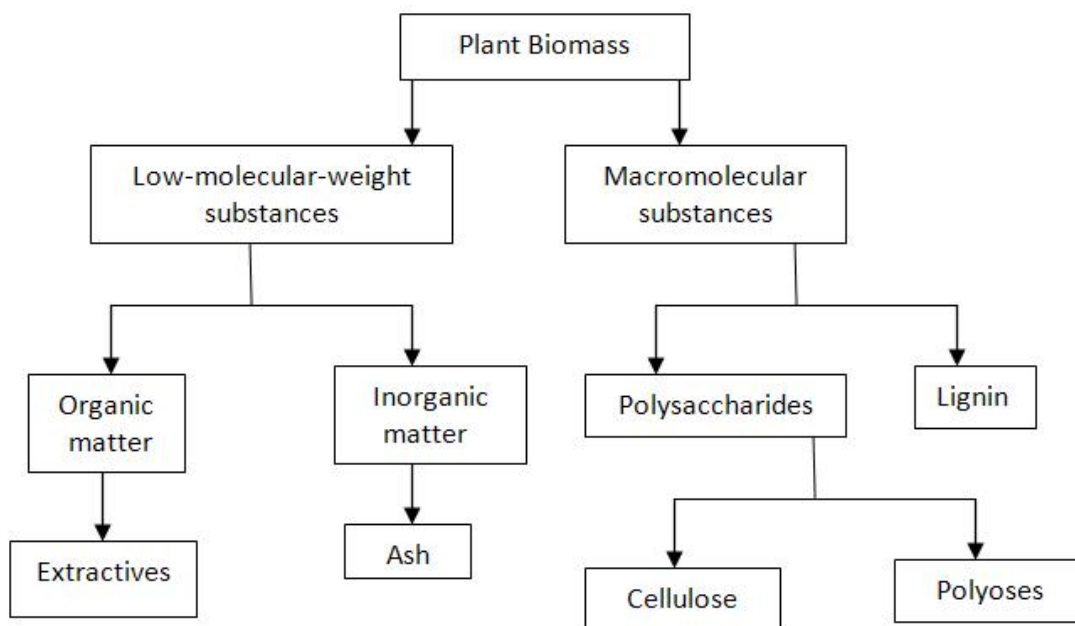 Plant Biomass
Low-molecular-weight
substances
Macromolecular
substances
Organic
matter
Inorganic
matter
Polysaccharides
Lignin
Extractives
Ash
Cellulose
Polyoses